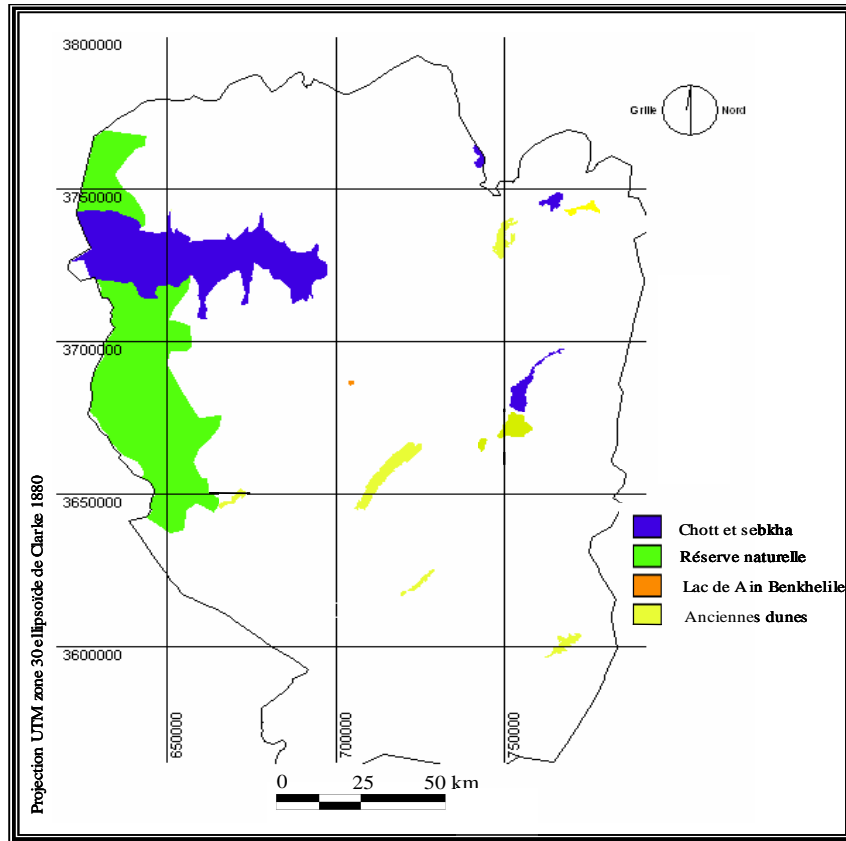 3800000
Grille Nord
3750000
3700000
3650000
3600000
650000
700000
750000
Chott et sebkha
Réserve naturelle
Lac de Ain Benkhelile
Anciennes dunes
0 25 50 km
Projection UTM zone 30 ellipsoïde de Clarke 1880